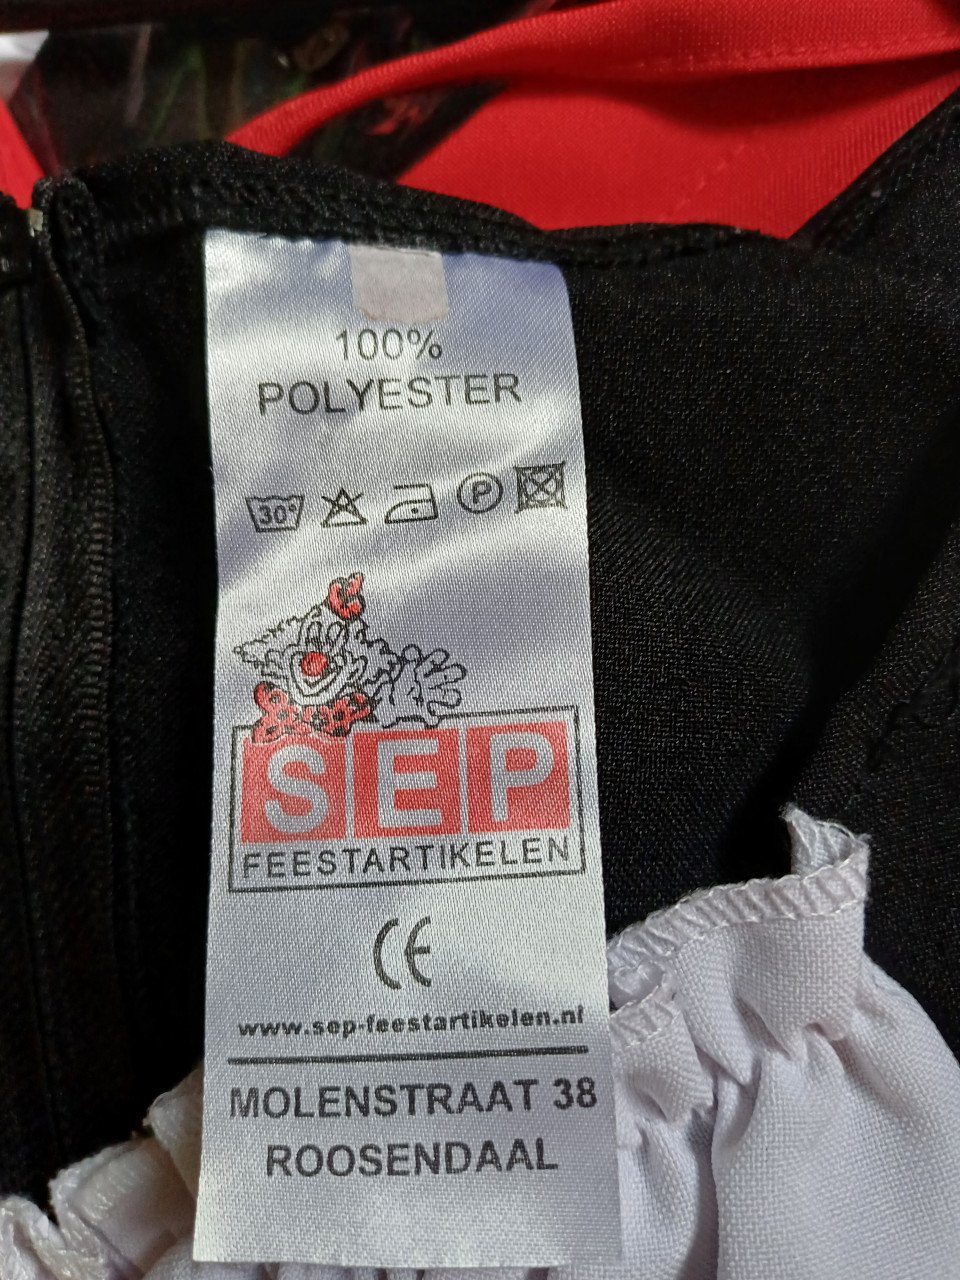 100%
POLYESTER
30°
P
SEP
FEESTARTIKELEN
CE
www.sep-feestartikelen.nl
MOLENSTRAAT 38
ROOSENDAAL